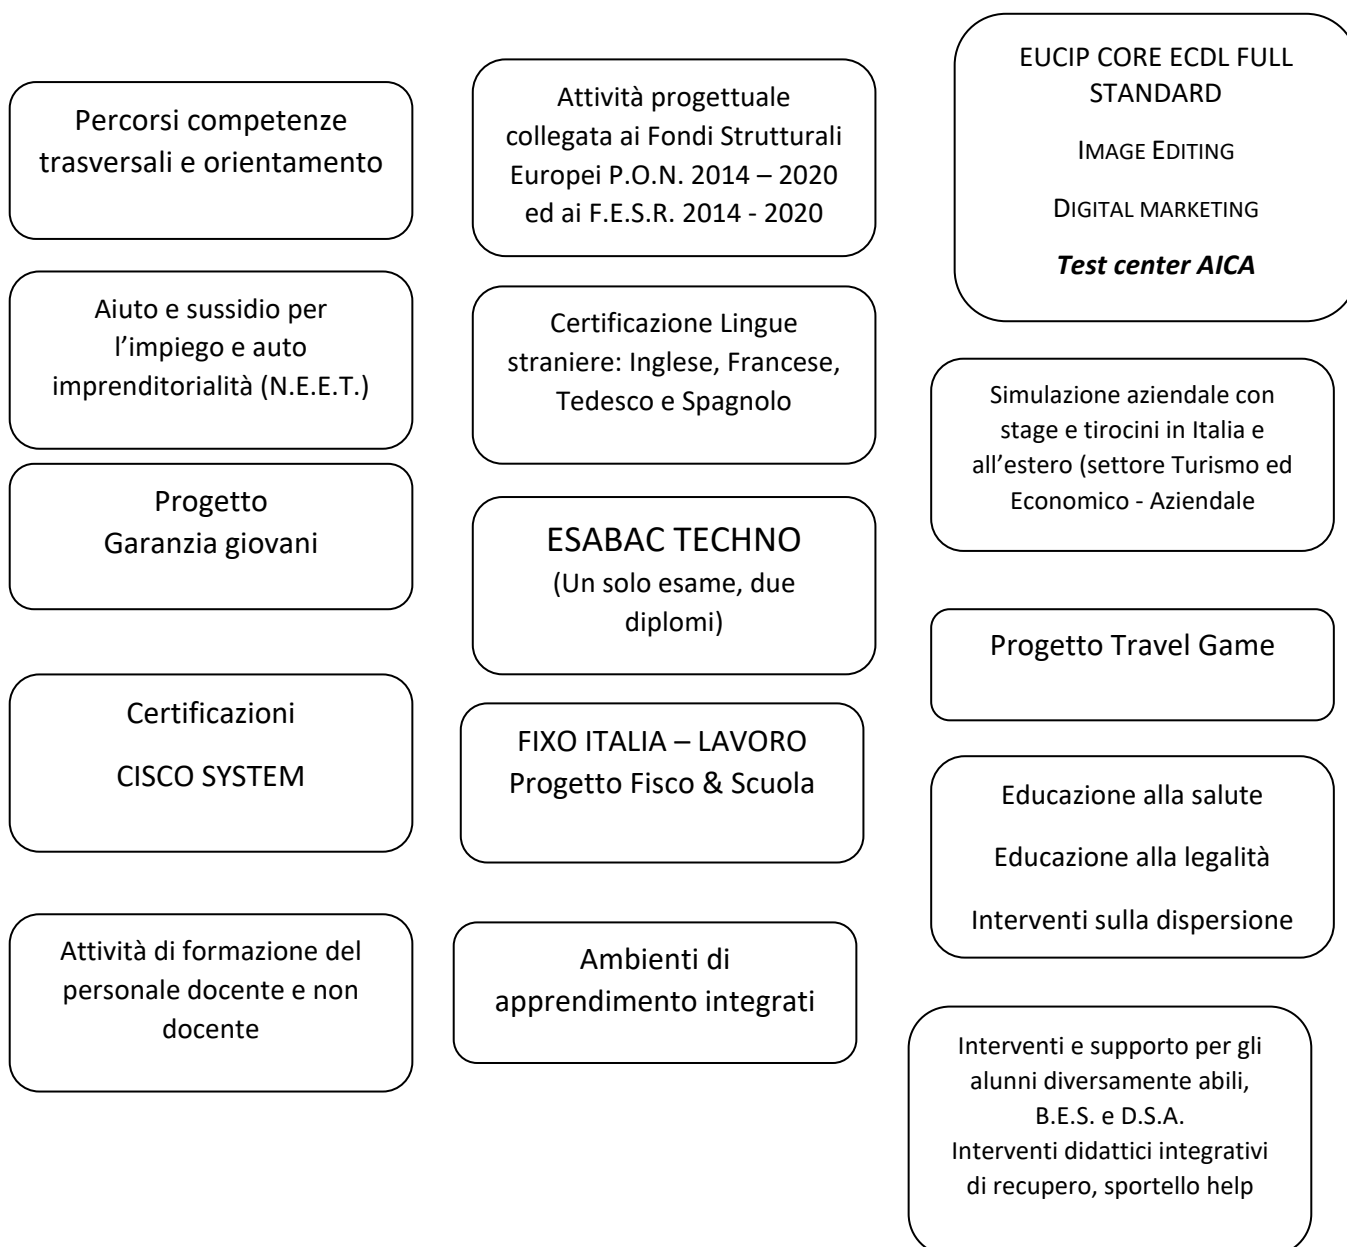 Percorsi competenze
trasversali e orientamento
Aiuto e sussidio per
l’impiego e auto
imprenditorialità (N.E.E.T.)
Progetto
Garanzia giovani
Certificazioni
CISCO SYSTEM
Attività di formazione del
personale docente e non
docente
Attività progettuale
collegata ai Fondi Strutturali
Europei P.O.N. 2014 – 2020
ed ai F.E.S.R. 2014 - 2020
Certificazione Lingue
straniere: Inglese, Francese,
Tedesco e Spagnolo
ESABAC TECHNO
(Un solo esame, due
diplomi)
FIXO ITALIA – LAVORO
Progetto Fisco & Scuola
Ambienti di
apprendimento integrati
EUCIP CORE ECDL FULL
STANDARD
IMAGE EDITING
DIGITAL MARKETING
Test center AICA
Simulazione aziendale con
stage e tirocini in Italia e
all’estero (settore Turismo ed
Economico - Aziendale
Progetto Travel Game
Educazione alla salute
Educazione alla legalità
Interventi sulla dispersione
Interventi e supporto per gli
alunni diversamente abili,
B.E.S. e D.S.A.
Interventi didattici integrativi
di recupero, sportello help